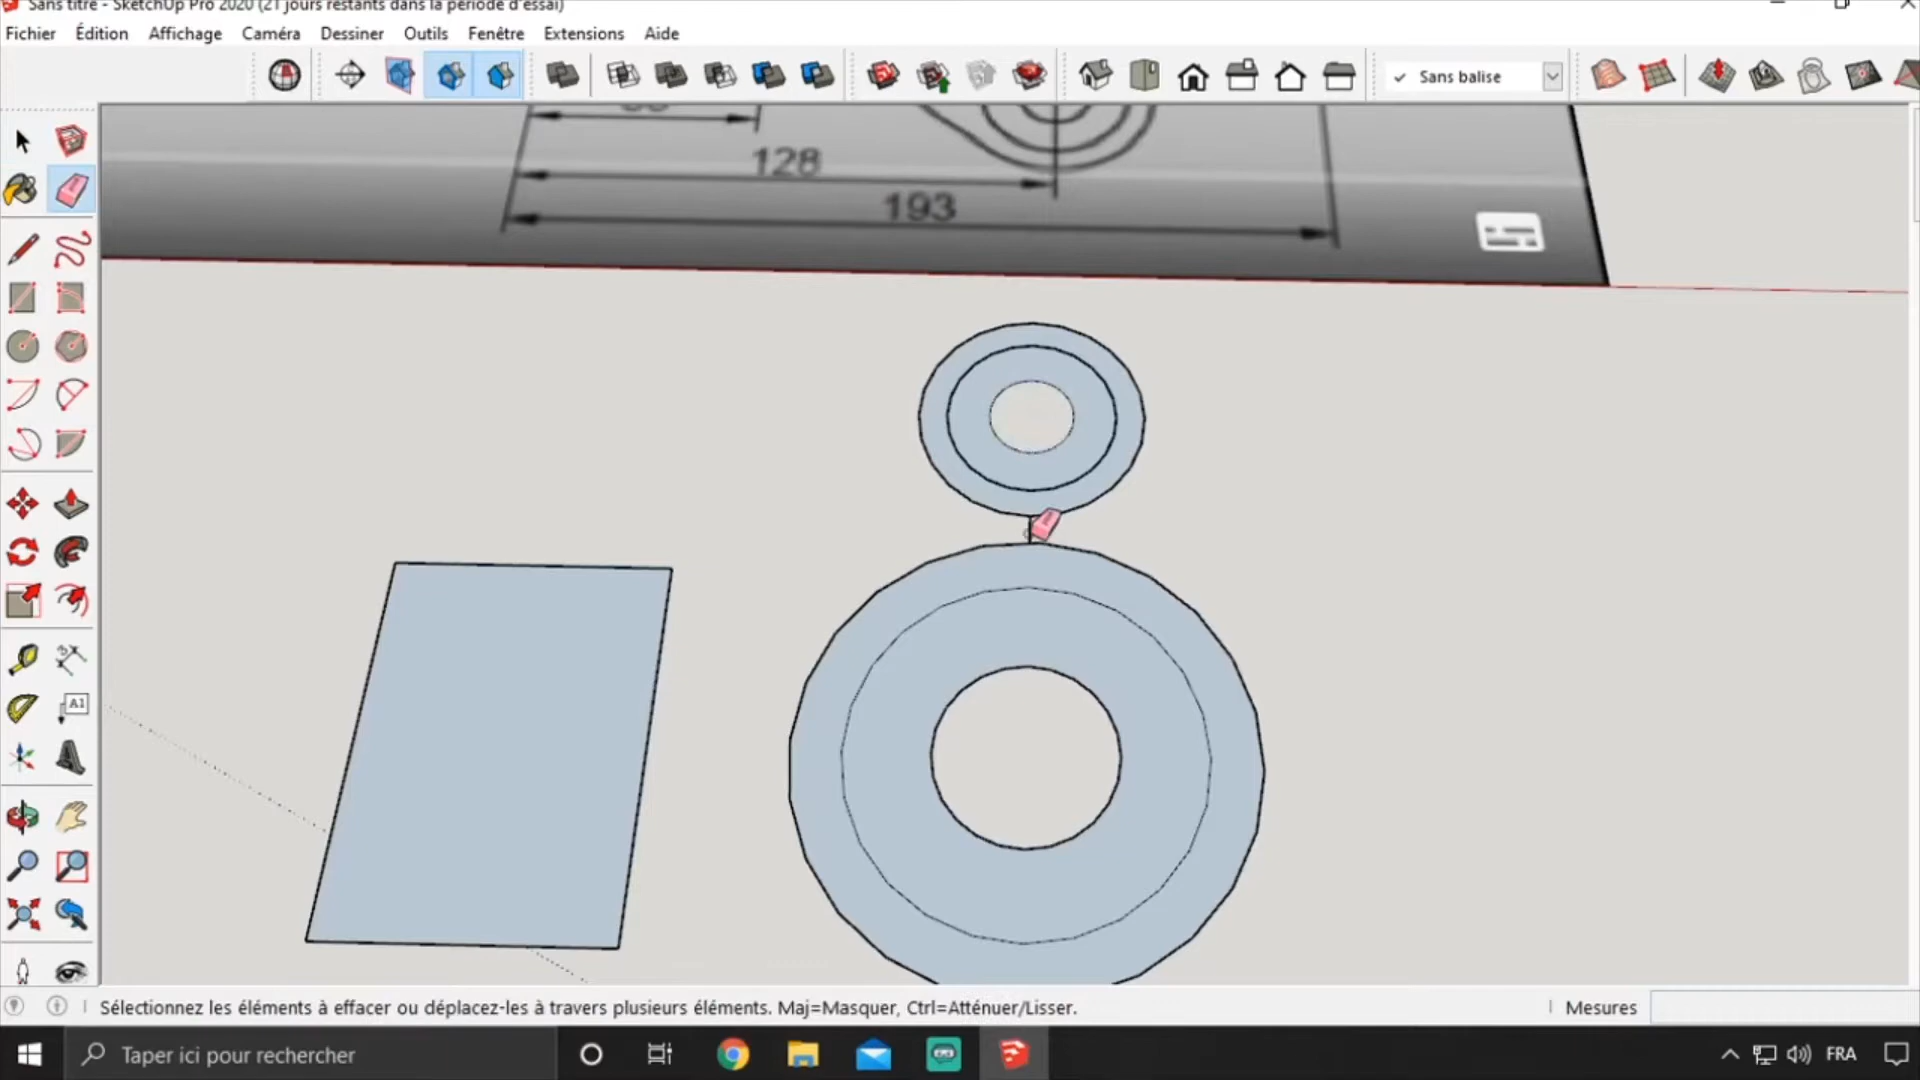 Sans titre - SketchUp Pro 2020 (21 jours restants dans la période d'essai)
Fichier Édition Affichage Caméra Dessiner Outils Fenêtre Extensions Aide
✓ Sans balise
128
193
A1
Sélectionnez les éléments à effacer ou déplacez-les à travers plusieurs éléments. Maj=Masquer, Ctrl=Atténuer/Lisser.
Mesures
Taper ici pour rechercher
FRA